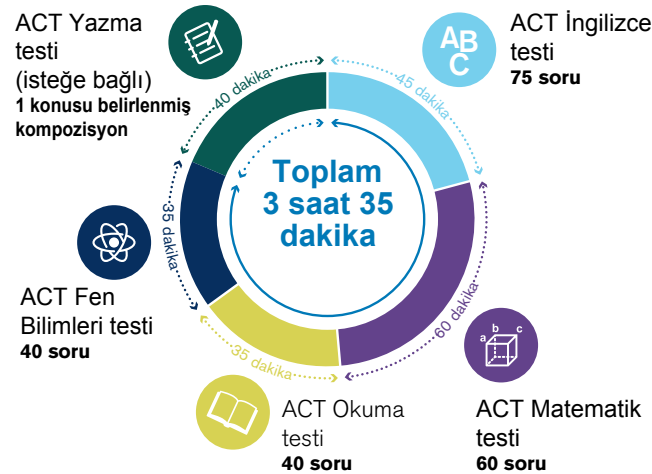 ACT Yazma
testi
(isteğe bağlı)
1 konusu belirlenmiş
kompozisyon
40 dakika
ABC
ACT İngilizce
testi
75 soru
45 dakika
Toplam
3 saat 35
dakika
35 dakika
ACT Fen
Bilimleri testi
40 soru
35 dakika
ACT Okuma
testi
40 soru
60 dakika
a b c
ACT Matematik
testi
60 soru